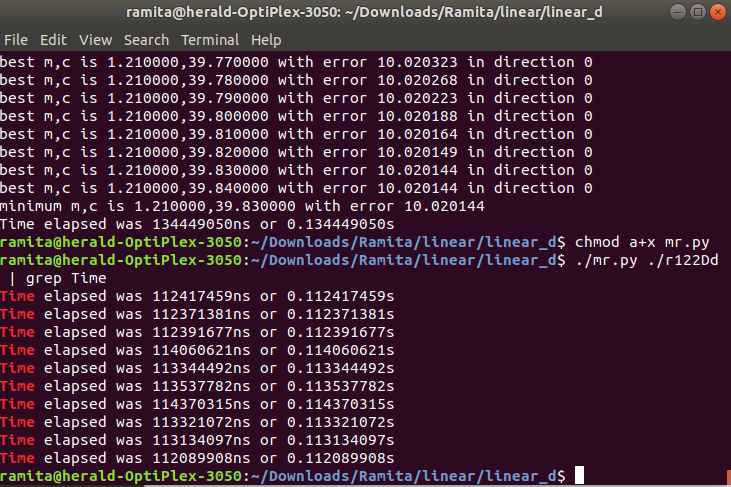 ramita@herald-OptiPlex-3050: ~/Downloads/Ramita/linear/linear_d
File Edit View Search Terminal Help
best m,c is 1.210000,39.770000 with error 10.020323 in direction 0
best m,c is 1.210000,39.780000 with error 10.020268 in direction 0
best m,c is 1.210000,39.790000 with error 10.020223 in direction 0
best m,c is 1.210000,39.800000 with error 10.020188 in direction 0
best m,c is 1.210000,39.810000 with error 10.020164 in direction 0
best m,c is 1.210000,39.820000 with error 10.020149 in direction 0
best m,c is 1.210000,39.830000 with error 10.020144 in direction 0
best m,c is 1.210000,39.840000 with error 10.020144 in direction 0
minimum m,c is 1.210000,39.830000 with error 10.020144
Time elapsed was 134449050ns or 0.134449050s
ramita@herald-OptiPlex-3050:~/Downloads/Ramita/linear/linear_d$ chmod a+x mr.py
ramita@herald-OptiPlex-3050:~/Downloads/Ramita/linear/linear_d$ ./mr.py ./r122Dd
| grep Time
Time elapsed was 112417459ns or 0.112417459s
Time elapsed was 112371381ns or 0.112371381s
Time elapsed was 112391677ns or 0.112391677s
Time elapsed was 114060621ns or 0.114060621s
Time elapsed was 113344492ns or 0.113344492s
Time elapsed was 113537782ns or 0.113537782s
Time elapsed was 114370315ns or 0.114370315s
Time elapsed was 113321072ns or 0.113321072s
Time elapsed was 113134097ns or 0.113134097s
Time elapsed was 112089908ns or 0.112089908s
ramita@herald-OptiPlex-3050:~/Downloads/Ramita/linear/linear_d$